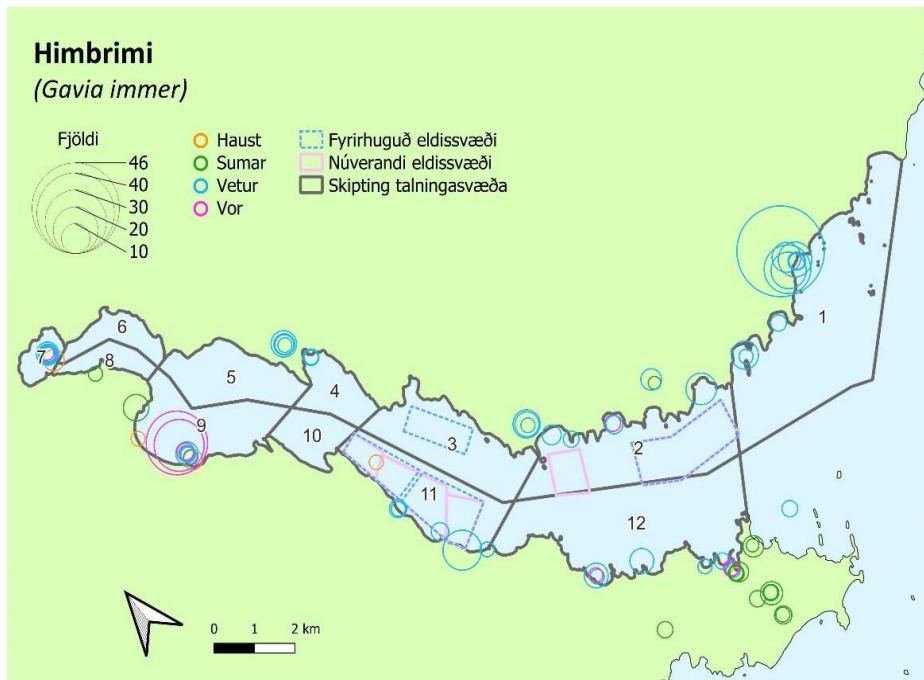 Himbrimi
(Gavia immer)
Fjöldi
46
40
30
20
10
Haust
Sumar
Vetur
Vor
Fyrirhuguð eldissvæði
Núverandi eldissvæði
Skipting talningasvæða
1
6
7
8
5
4
9
10
3
2
11
12
0 1 2 km